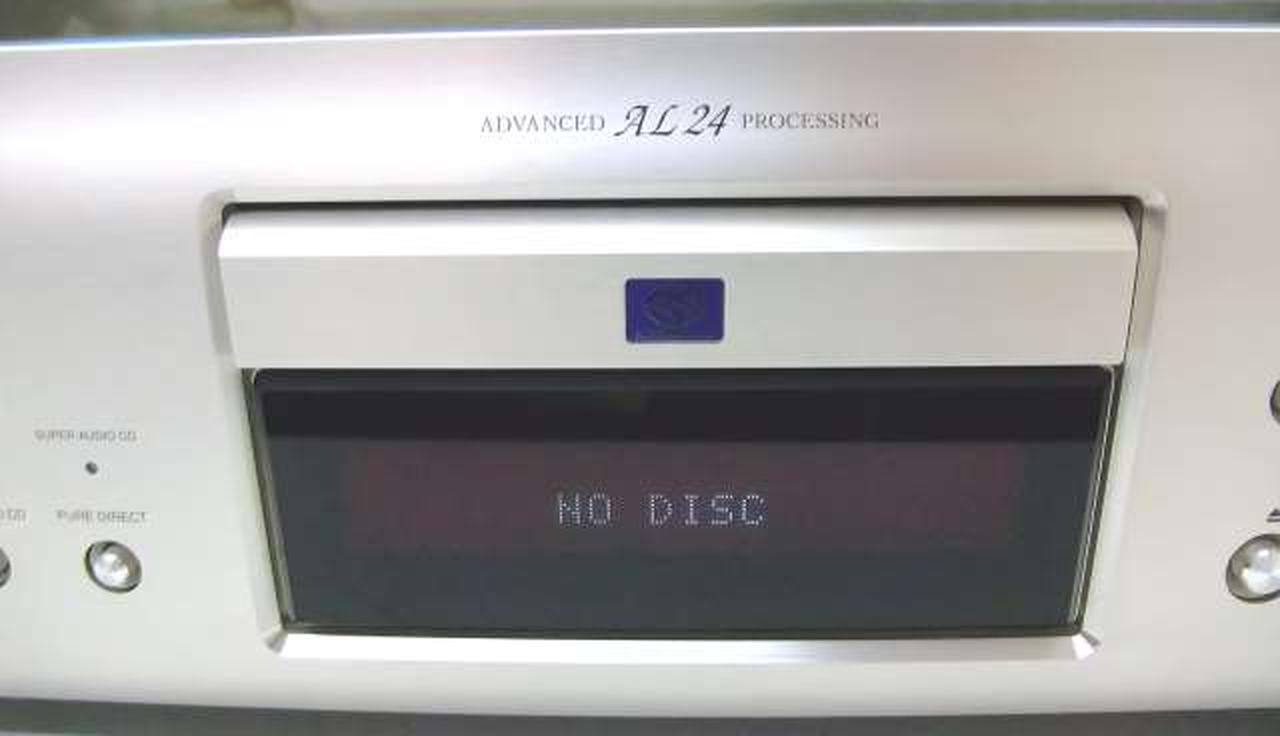 ADVANCED AL24 PROCESSING
SUPER AUDIO CD
PURE DIRECT
NO DISC